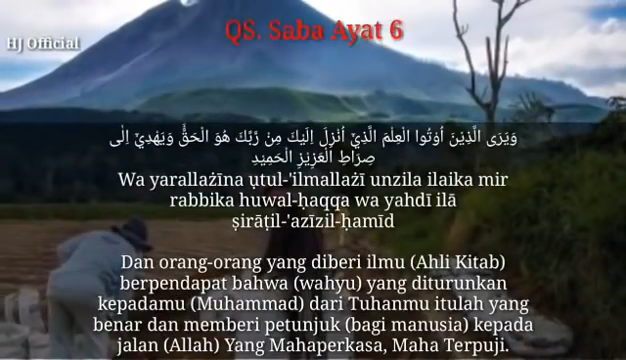 QS. Saba Ayat 6
HJ Official
وَيَرَى الَّذِيْنَ اُوْتُوا الْعِلْمَ الَّذِيْٓ اُنْزِلَ اِلَيْكَ مِنْ رَّبِّكَ هُوَ الْحَقَّۙ وَيَهْدِيْٓ اِلٰى
صِرَاطِ الْعَزِيْزِ الْحَمِيْدِ
Wa yarallażīna ụtul-'ilmallażī unzila ilaika mir
rabbika huwal-ḥaqqa wa yahdī ilā
ṣirāṭil-'azīzil-ḥamīd
Dan orang-orang yang diberi ilmu (Ahli Kitab)
berpendapat bahwa (wahyu) yang diturunkan
kepadamu (Muhammad) dari Tuhanmu itulah yang
benar dan memberi petunjuk (bagi manusia) kepada
jalan (Allah) Yang Mahaperkasa, Maha Terpuji.